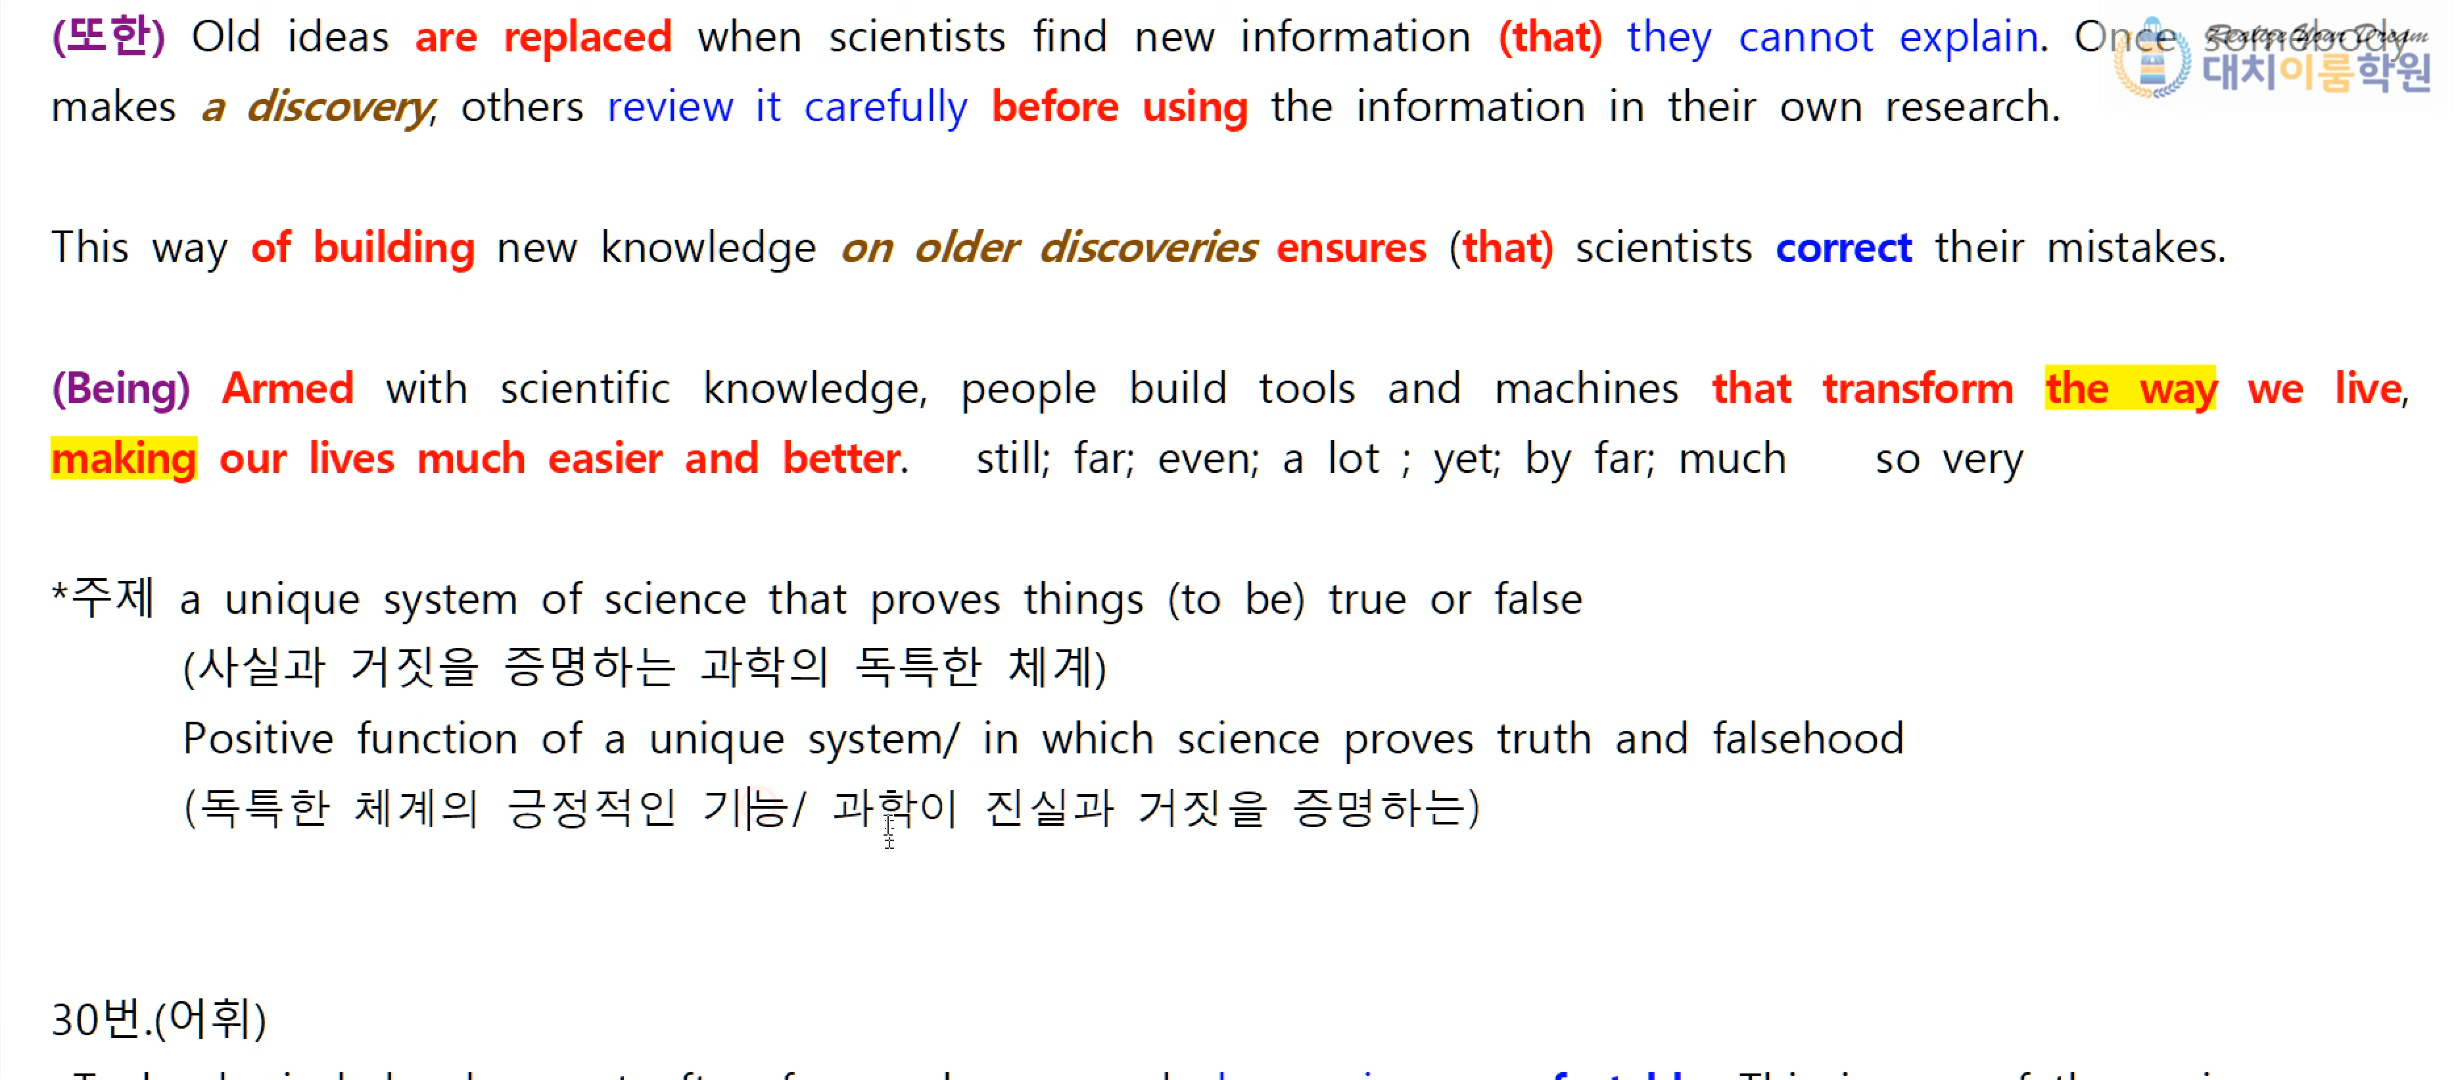 (또한) Old ideas are replaced when scientists find new information (that) they cannot explain. Once somebody
Realize Your Dream
대치이룸학원
makes a discovery, others review it carefully before using the information in their own research.
This way of building new knowledge on older discoveries ensures (that) scientists correct their mistakes.
(Being) Armed with scientific knowledge, people build tools and machines that transform the way we live,
making our lives much easier and better. still; far; even; a lot ; yet; by far; much so very
*주제 a unique system of science that proves things (to be) true or false
(사실과 거짓을 증명하는 과학의 독특한 체계)
Positive function of a unique system/ in which science proves truth and falsehood
(독특한 체계의 긍정적인 기능/ 과학이 진실과 거짓을 증명하는)
30번.(어휘)